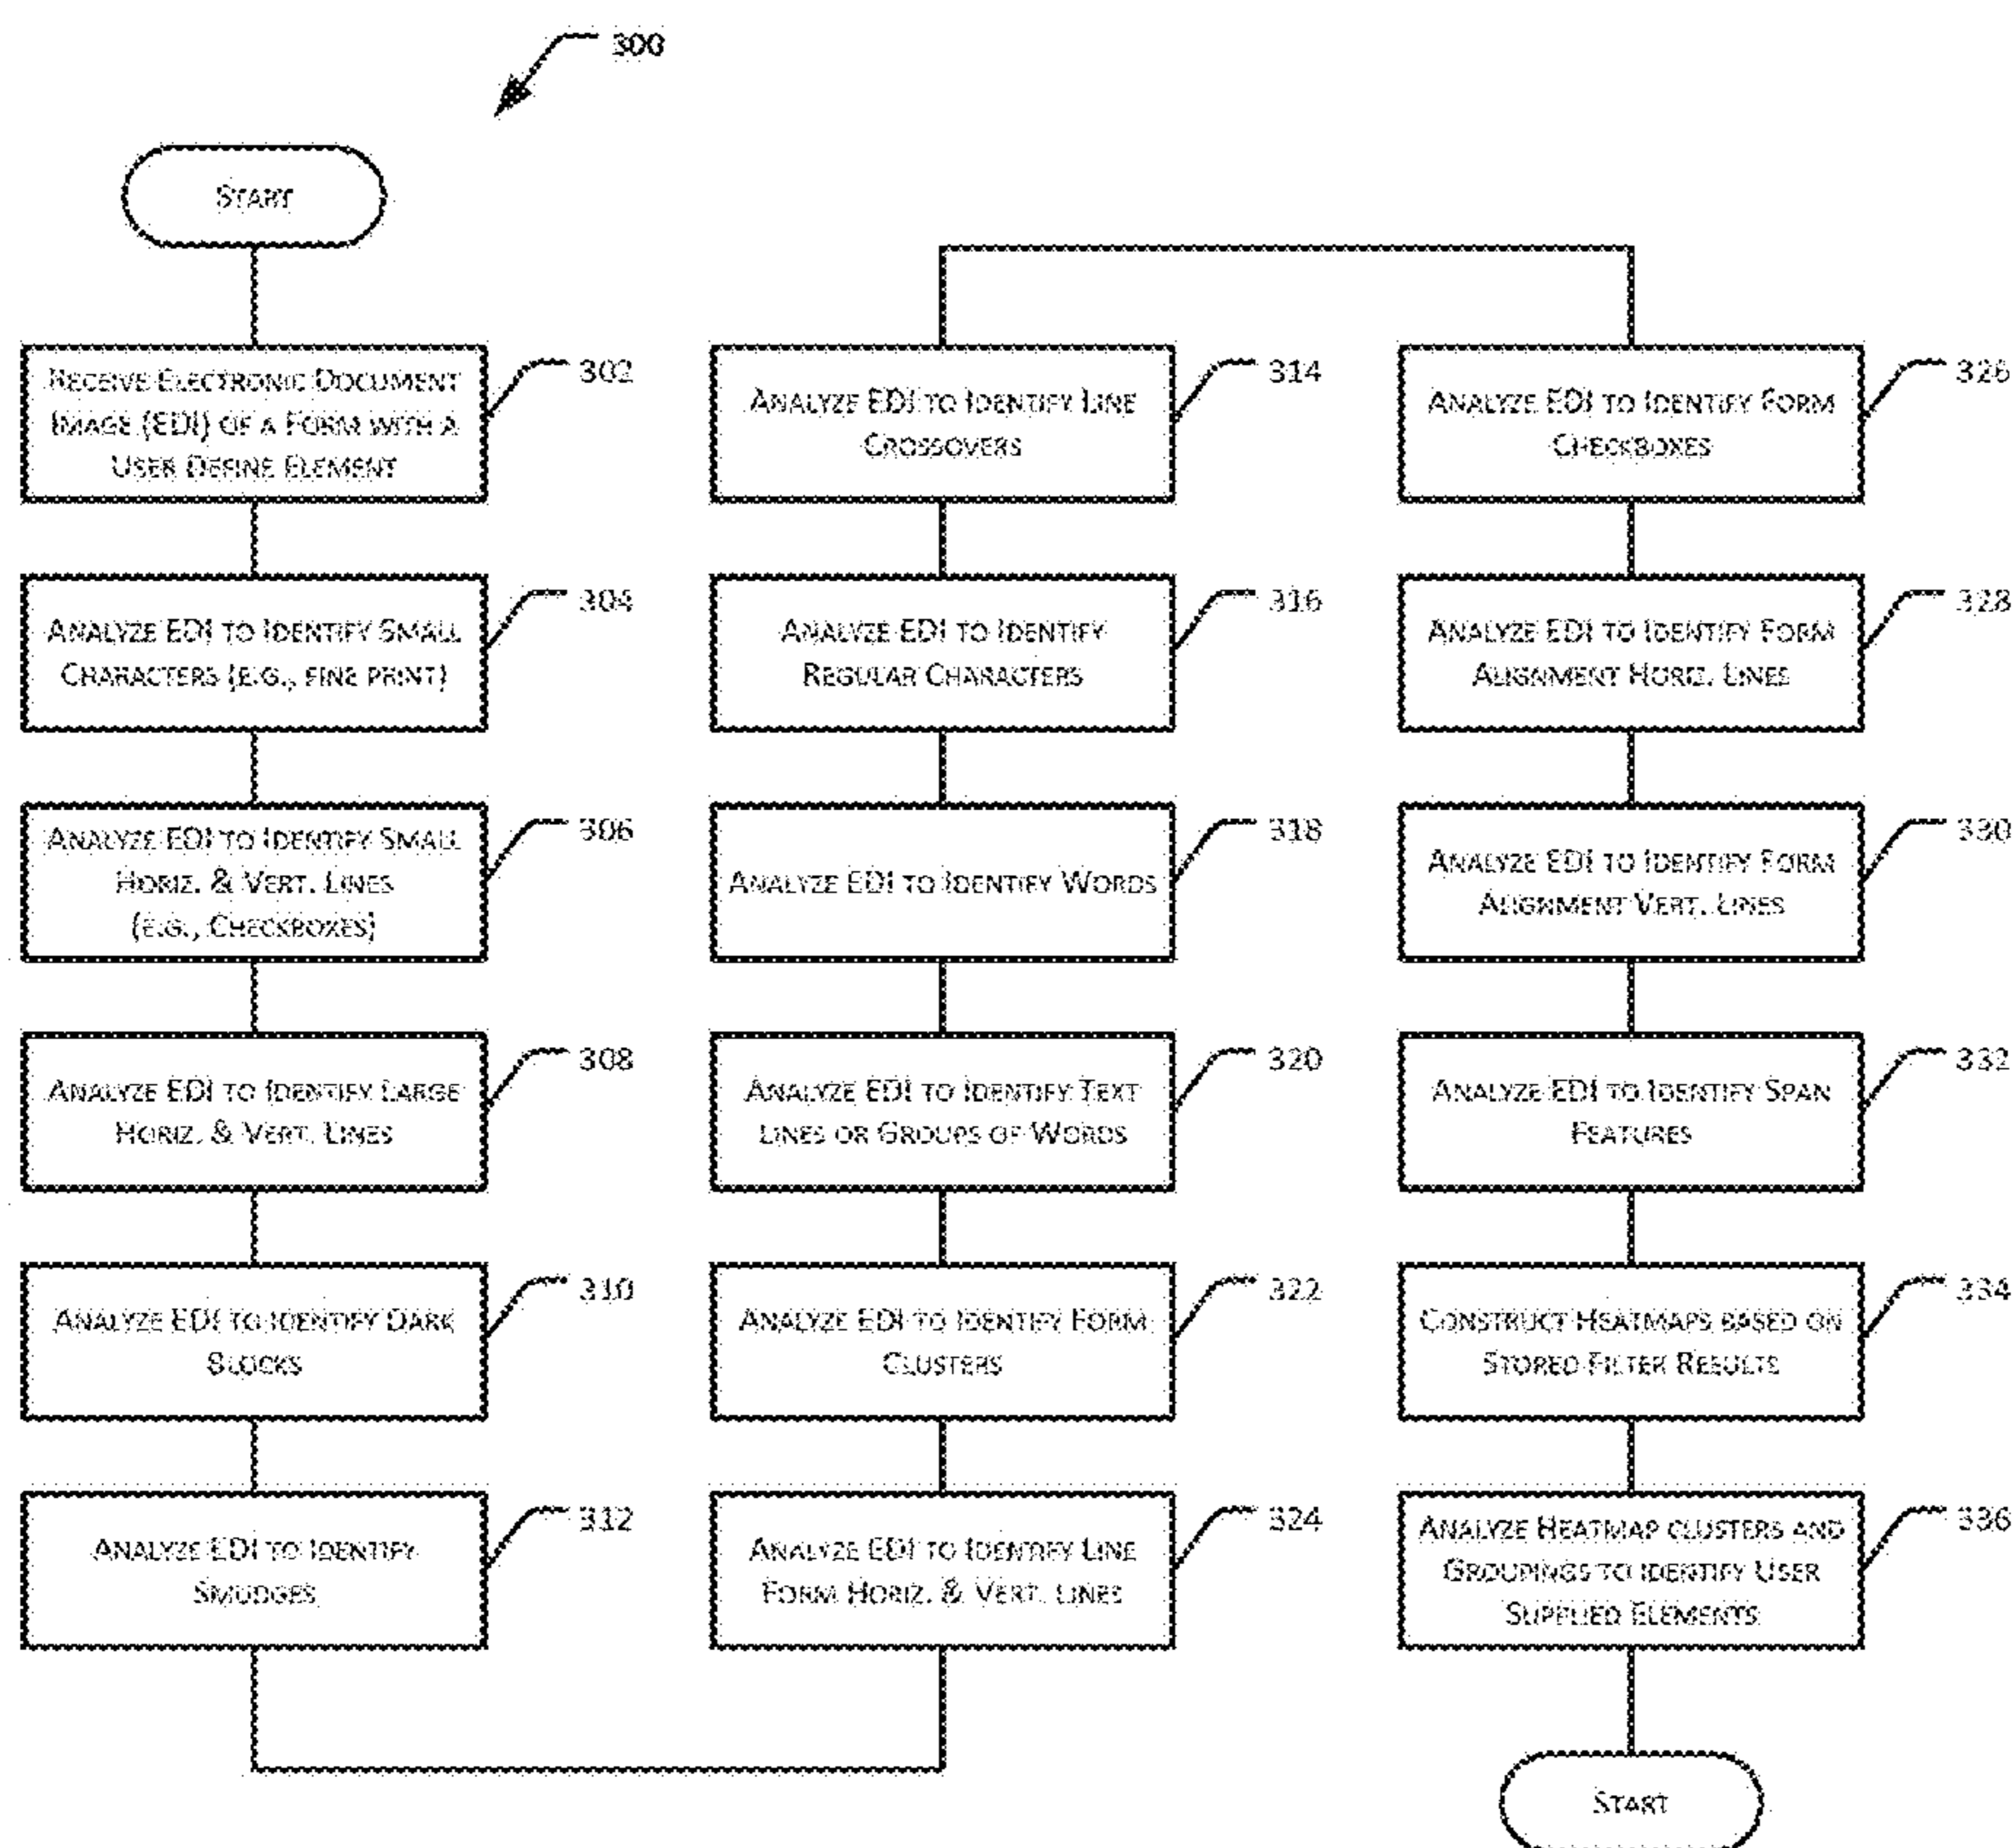 300
START
RECEIVE ELECTRONIC DOCUMENT
IMAGE (EDI) OF A FORM WITH A
USER DEFINE ELEMENT
302
ANALYZE EDI TO IDENTIFY SMALL
CHARACTERS (E.G., FINE PRINT)
304
ANALYZE EDI TO IDENTIFY SMALL
HORIZ. & VERT. LINES
(E.G., CHECKBOXES)
306
ANALYZE EDI TO IDENTIFY LARGE
HORIZ. & VERT. LINES
308
ANALYZE EDI TO IDENTIFY DARK
BLOCKS
310
ANALYZE EDI TO IDENTIFY
SMUDGES
312
ANALYZE EDI TO IDENTIFY LINE
CROSSOVERS
314
ANALYZE EDI TO IDENTIFY
REGULAR CHARACTERS
316
ANALYZE EDI TO IDENTIFY WORDS
318
ANALYZE EDI TO IDENTIFY TEXT
LINES OR GROUPS OF WORDS
320
ANALYZE EDI TO IDENTIFY FORM
CLUSTERS
322
ANALYZE EDI TO IDENTIFY LINE
FORM HORIZ. & VERT. LINES
324
ANALYZE EDI TO IDENTIFY FORM
CHECKBOXES
326
ANALYZE EDI TO IDENTIFY FORM
ALIGNMENT HORIZ. LINES
328
ANALYZE EDI TO IDENTIFY FORM
ALIGNMENT VERT. LINES
330
ANALYZE EDI TO IDENTIFY SPAN
FEATURES
332
CONSTRUCT HEATMAPS BASED ON
STORED FILTER RESULTS
334
ANALYZE HEATMAP CLUSTERS AND
GROUPINGS TO IDENTIFY USER
SUPPLIED ELEMENTS
336
START